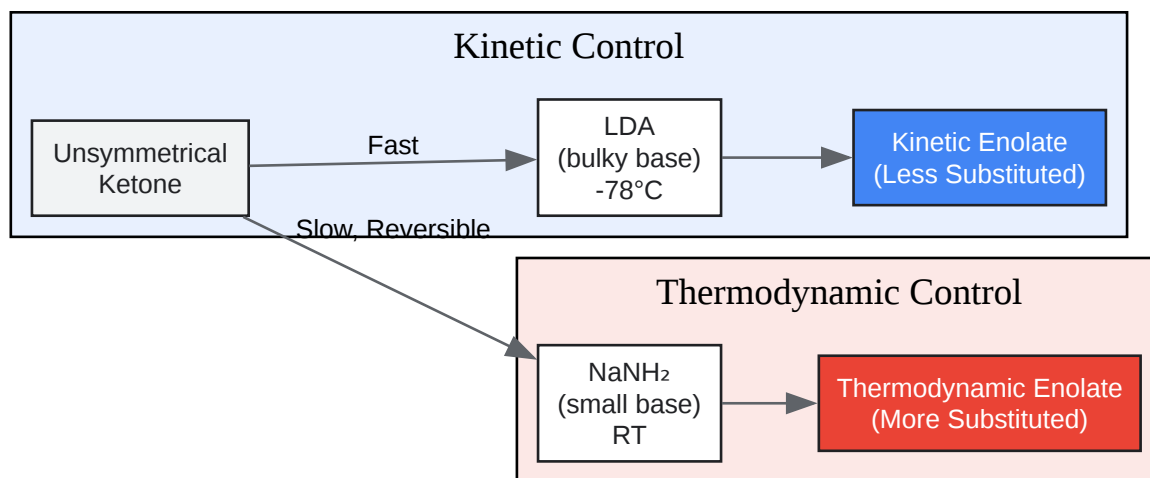 Kinetic Control
Unsymmetrical
Ketone
Fast
LDA
(bulky base)
-78°C
Kinetic Enolate
(Less Substituted)
Slow, Reversible
Thermodynamic Control
NaNH₂
(small base)
RT
Thermodynamic Enolate
(More Substituted)